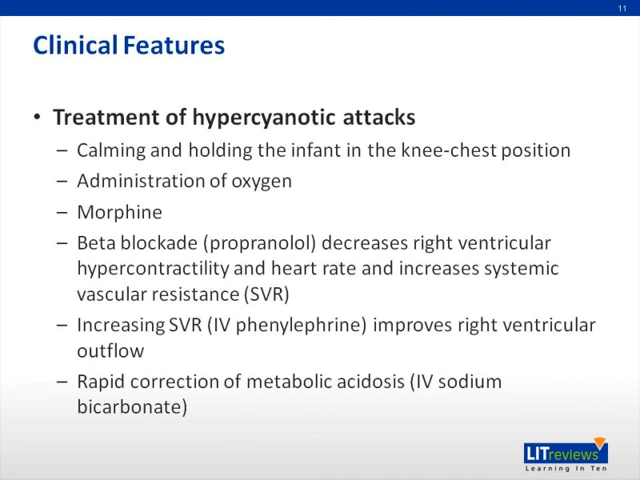 11
Clinical Features
• Treatment of hypercyanotic attacks
– Calming and holding the infant in the knee-chest position
– Administration of oxygen
– Morphine
– Beta blockade (propranolol) decreases right ventricular
hypercontractility and heart rate and increases systemic
vascular resistance (SVR)
– Increasing SVR (IV phenylephrine) improves right ventricular
outflow
– Rapid correction of metabolic acidosis (IV sodium
bicarbonate)
LITreviews
Learning In Ten